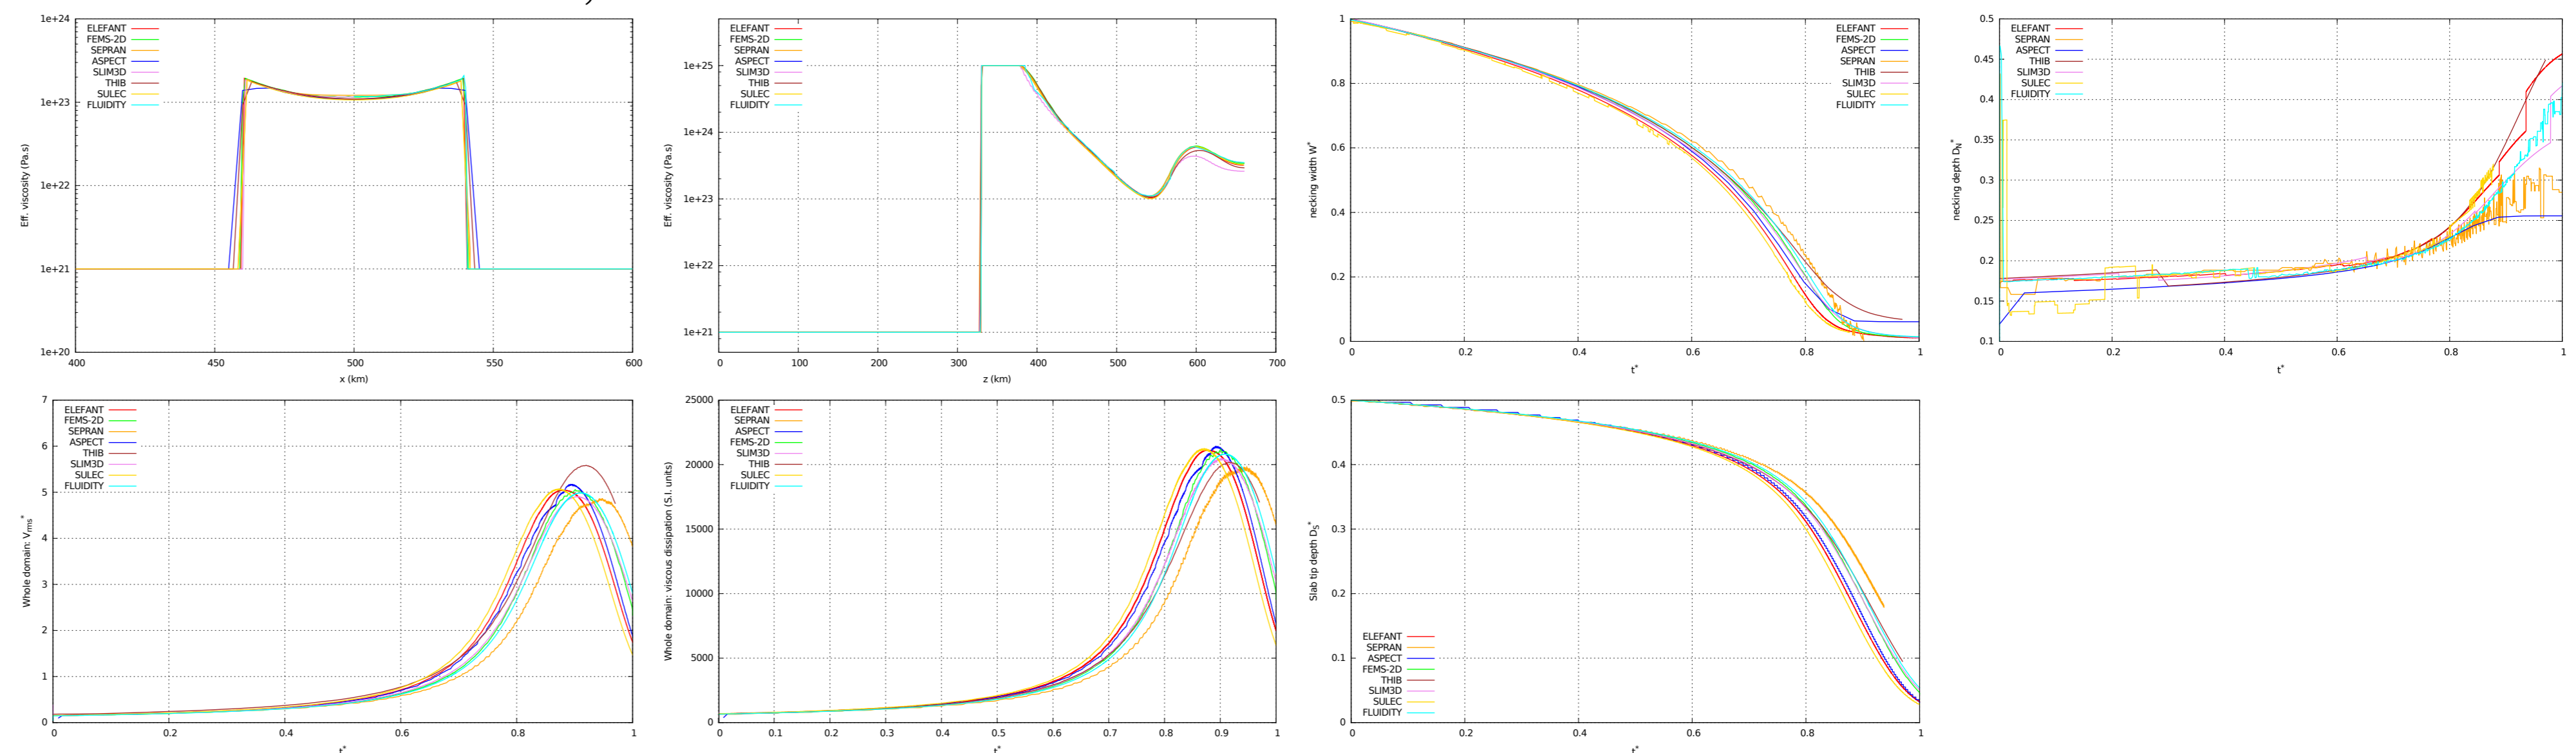 1e+24
1e+23
1e+22
1e+21
1e+20
Eff. viscosity (Pa.s)
ELEFANT
FEMS-2D
SEPRAN
ASPECT
SLIM3D
THIB
SULEC
FLUIDITY
400 450 500 550 600
x (km)
1e+25
1e+24
1e+23
1e+22
1e+21
Eff. viscosity (Pa.s)
ELEFANT
FEMS-2D
SEPRAN
ASPECT
SLIM3D
THIB
SULEC
FLUIDITY
0 100 200 300 400 500 600 700
z (km)
1
0.8
0.6
0.4
0.2
0
necking width W*
ELEFANT
FEMS-2D
ASPECT
SEPRAN
THIB
SLIM3D
SULEC
FLUIDITY
0 0.2 0.4 0.6 0.8 1
t*
0.5
0.45
0.4
0.35
0.3
0.25
0.2
0.15
0.1
necking depth DN*
ELEFANT
SEPRAN
ASPECT
THIB
SLIM3D
SULEC
FLUIDITY
0 0.2 0.4 0.6 0.8 1
t*
7
6
5
4
3
2
1
0
Whole domain: Vrms*
ELEFANT
FEMS-2D
SEPRAN
ASPECT
THIB
SLIM3D
SULEC
FLUIDITY
0 0.2 0.4 0.6 0.8 1
t*
25000
20000
15000
10000
5000
0
Whole domain: viscous dissipation (S.I. units)
ELEFANT
SEPRAN
ASPECT
FEMS-2D
SLIM3D
THIB
SULEC
FLUIDITY
0 0.1 0.2 0.3 0.4 0.5 0.6 0.7 0.8 0.9 1
t*
0.5
0.4
0.3
0.2
0.1
0
Slab tip depth DS*
ELEFANT
SEPRAN
ASPECT
FEMS-2D
THIB
SLIM3D
SULEC
FLUIDITY
0 0.2 0.4 0.6 0.8 1
t*